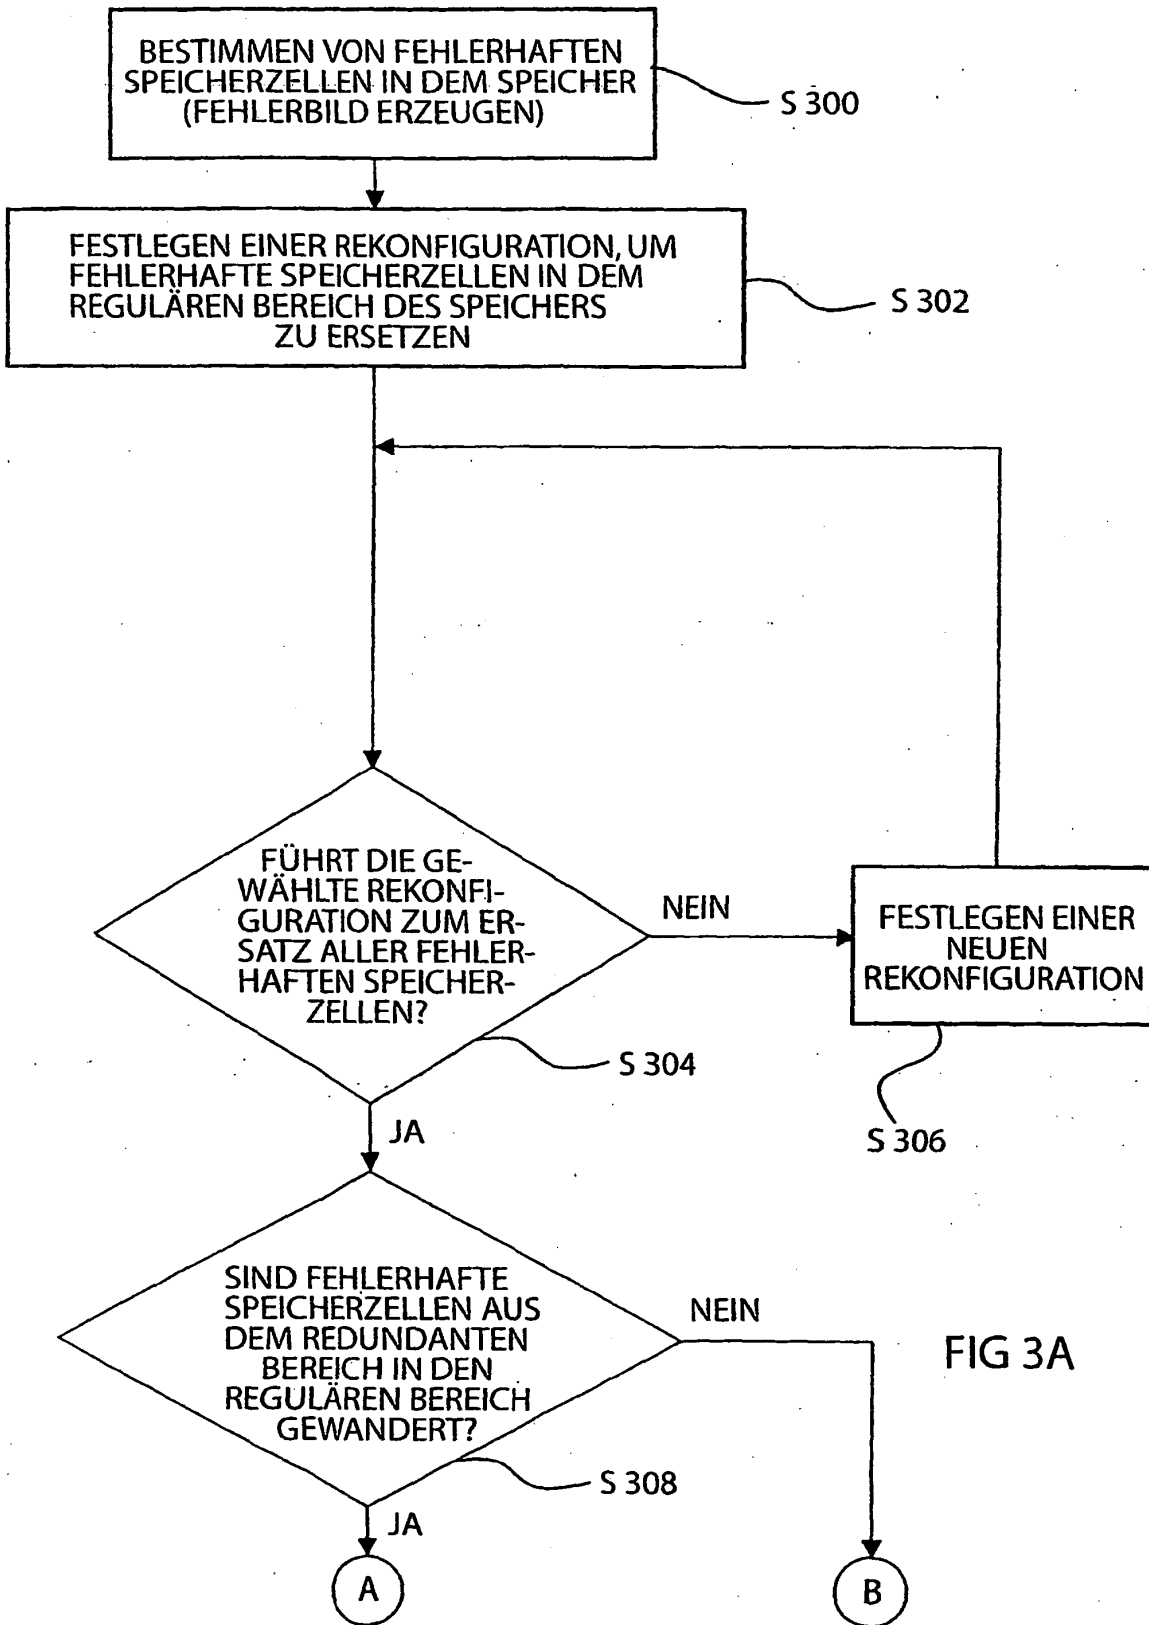 BESTIMMEN VON FEHLERHAFTEN
SPEICHERZELLEN IN DEM SPEICHER
(FEHLERBILD ERZEUGEN)
S 300
FESTLEGEN EINER REKONFIGURATION, UM
FEHLERHAFTE SPEICHERZELLEN IN DEM
REGULÄREN BEREICH DES SPEICHERS
ZU ERSETZEN
S 302
FÜHRT DIE GE-
WÄHLTE REKONFI-
GURATION ZUM ER-
SATZ ALLER FEHLER-
HAFTEN SPEICHER-
ZELLEN?
S 304
NEIN
FESTLEGEN EINER
NEUEN
REKONFIGURATION
S 306
JA
SIND FEHLERHAFTE
SPEICHERZELLEN AUS
DEM REDUNDANTEN
BEREICH IN DEN
REGULÄREN BEREICH
GEWANDERT?
S 308
NEIN
JA
A
B
FIG 3A